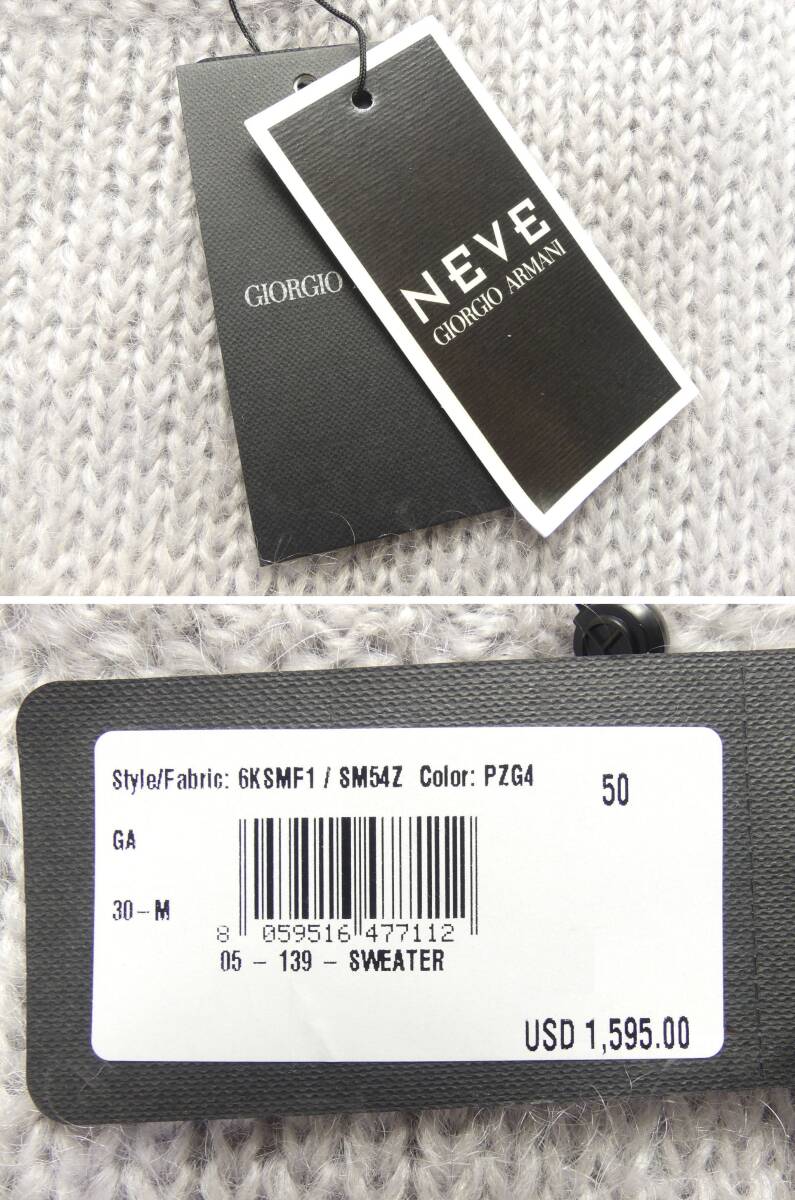 GIORGIO
NEVE
GIORGIO ARMANI
Style/Fabric: 6KSMF1 / SM54Z Color: PZG4
50
GA
30-M
8 059516 477112
05 - 139 - SWEATER
USD 1,595.00